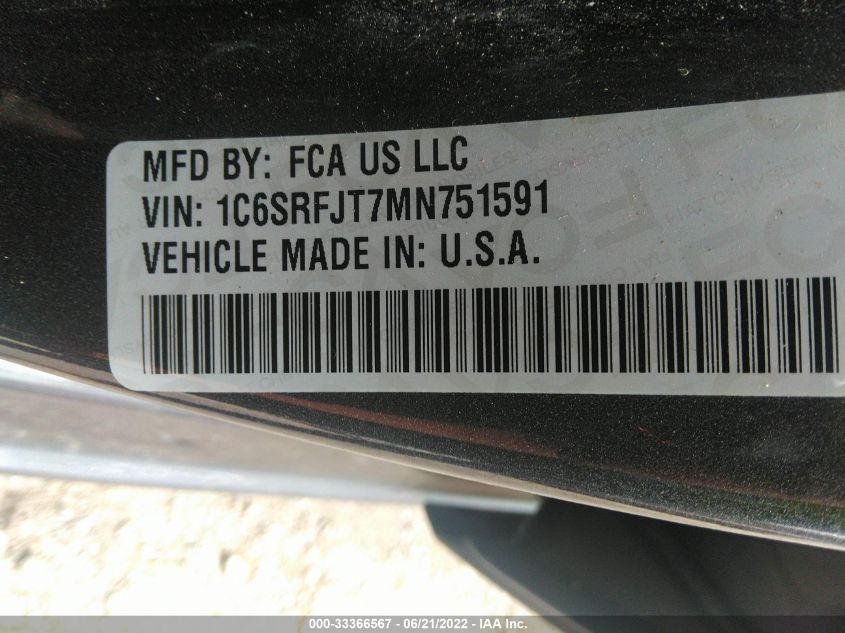 MFD BY: FCA US LLC
VIN: 1C6SRFJT7MN751591
VEHICLE MADE IN: U.S.A.
000-33366567 - 06/21/2022 - IAA Inc.